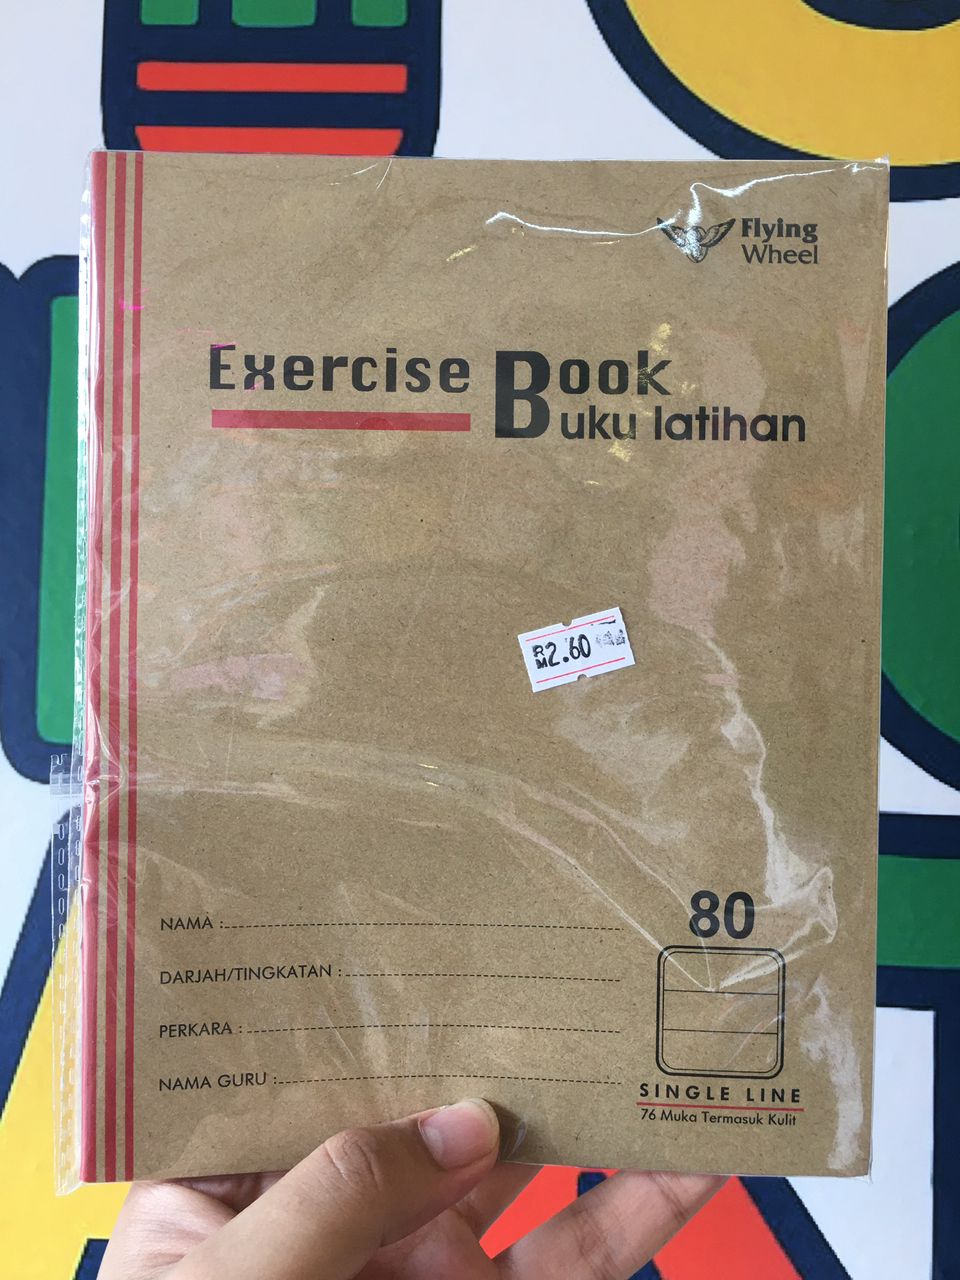 Flying
Wheel
Exercise Book
Buku latihan
RM2.60
NAMA :
DARJAH/TINGKATAN :
PERKARA :
NAMA GURU :
80
SINGLE LINE
76 Muka Termasuk Kulit